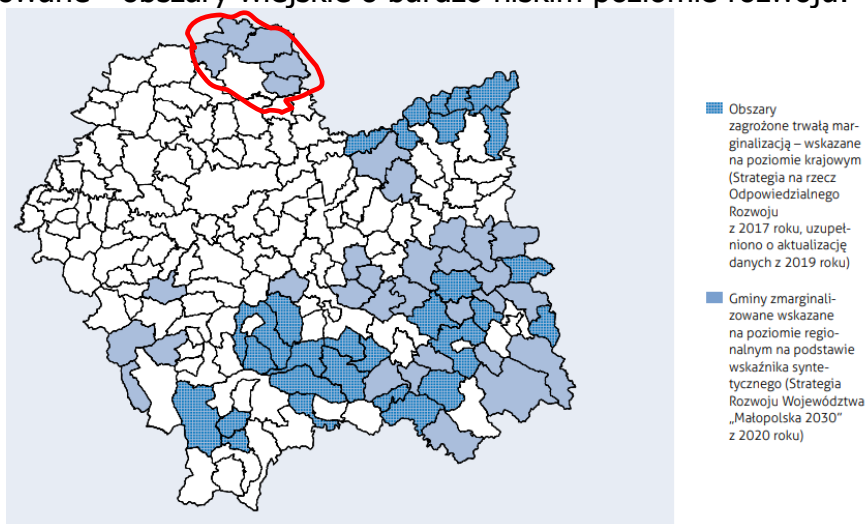 owane - obszary wiejskie o bardzo niskim poziomie rozwoju.
Obszary
zagrożone trwałą mar-
ginalizacją – wskazane
na poziomie krajowym
(Strategia na rzecz
Odpowiedzialnego
Rozwoju
z 2017 roku, uzupeł-
niono o aktualizację
danych z 2019 roku)
Gminy zmarginali-
zowane wskazane
na poziomie regio-
nalnym na podstawie
wskaźnika synte-
tycznego (Strategia
Rozwoju Województwa
„Małopolska 2030”
z 2020 roku)